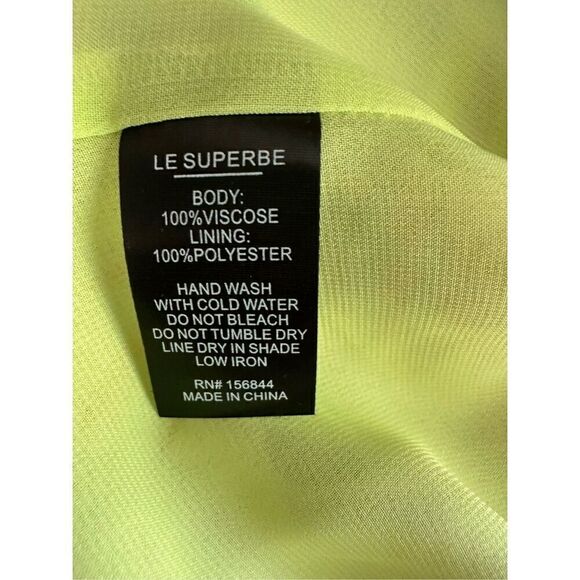 LE SUPERBE
BODY:
100%VISCOSE
LINING:
100%POLYESTER
HAND WASH
WITH COLD WATER
DO NOT BLEACH
DO NOT TUMBLE DRY
LINE DRY IN SHADE
LOW IRON
RN# 156844
MADE IN CHINA